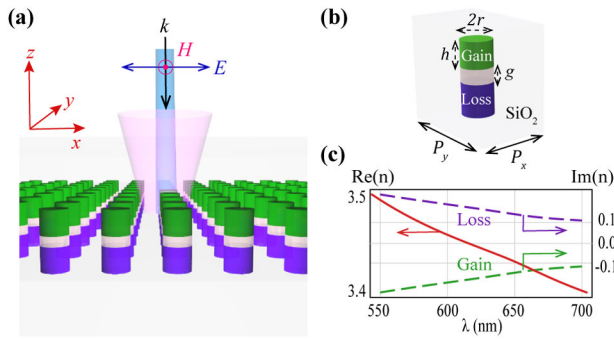 (a)
k
H
E
z
y
x
(b)
2r
h
Gain
g
Loss
SiO₂
Pᵧ
Pₓ
(c)
Re(n)
Im(n)
3.5
3.4
Loss
Gain
0.1
0.0
-0.1
550
600
650
700
λ (nm)